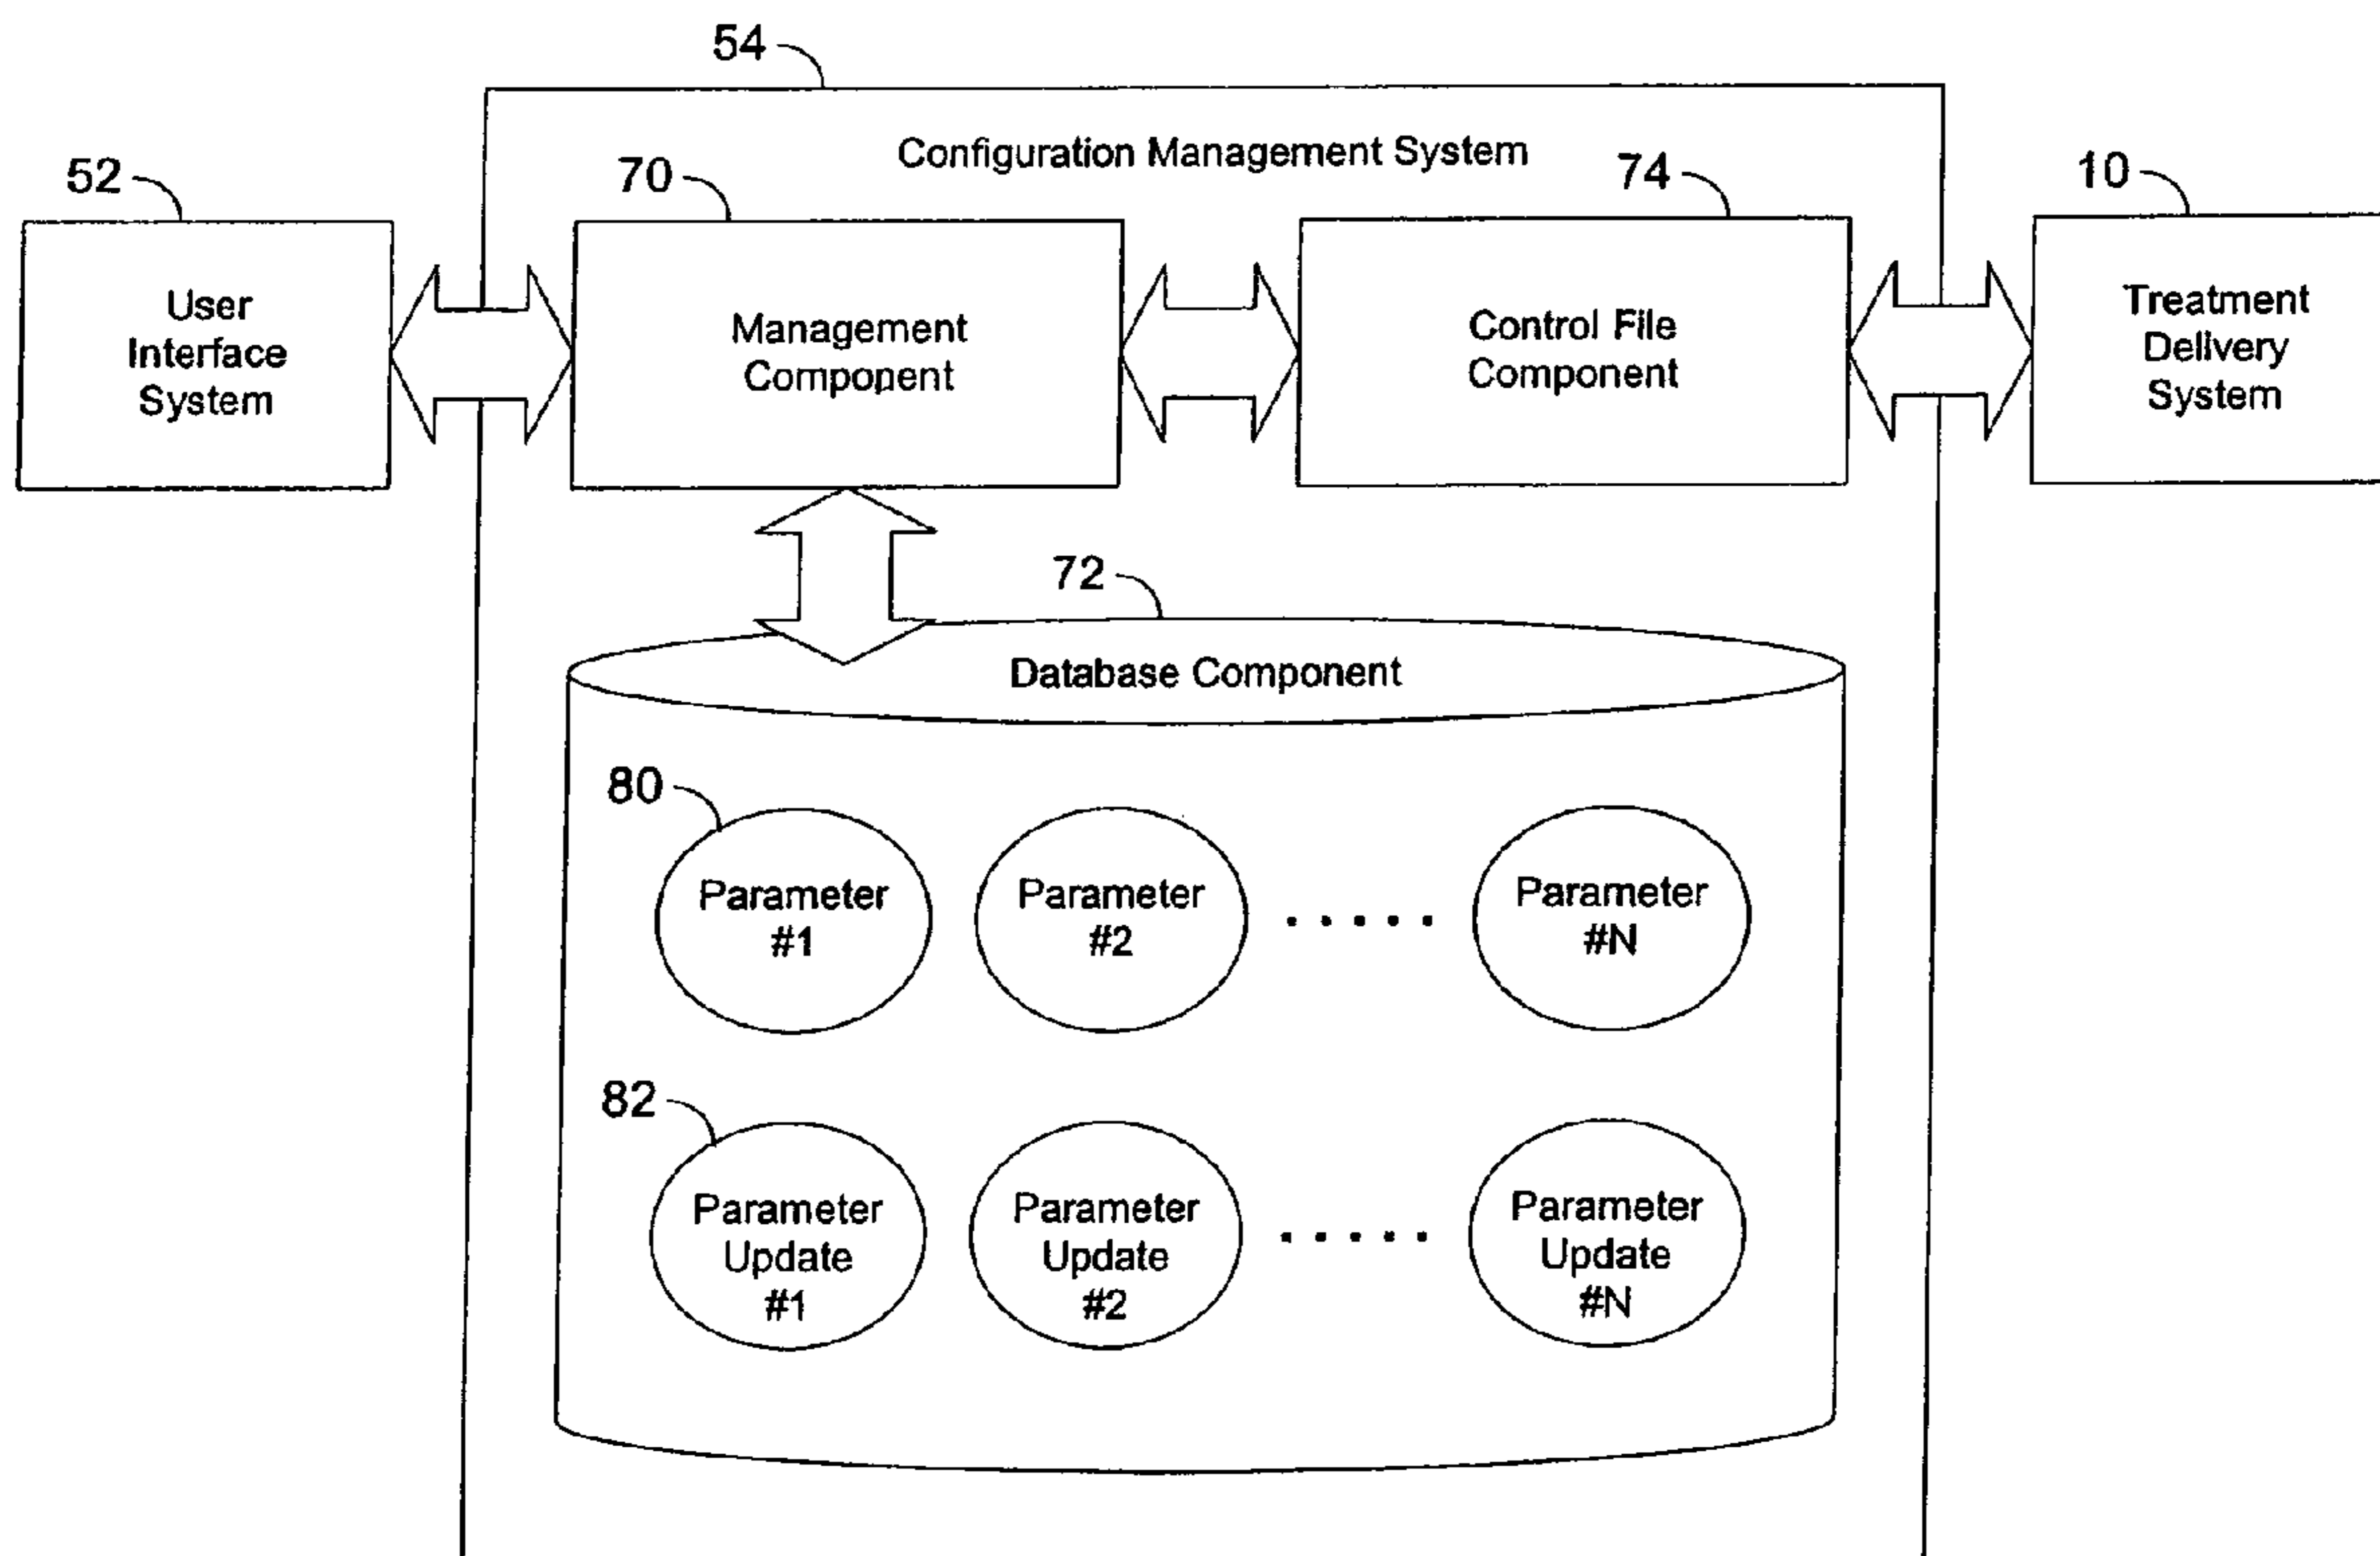 54
Configuration Management System
52
70
74
10
User
Interface
System
Management
Component
Control File
Component
Treatment
Delivery
System
72
Database Component
80
Parameter
#1
Parameter
#2
Parameter
#N
82
Parameter
Update
#1
Parameter
Update
#2
Parameter
Update
#N